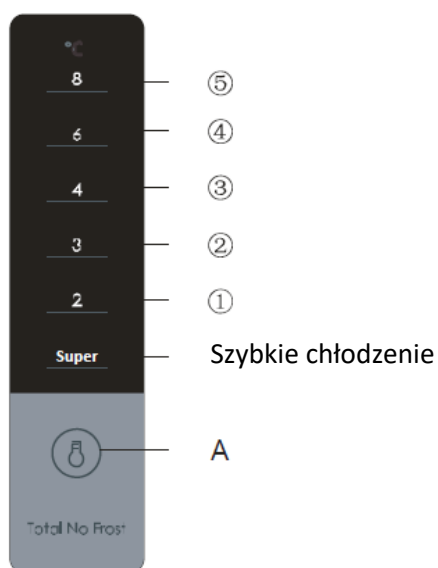 °C
8 ⑤
6 ④
4 ③
3 ②
2 ①
Super Szybkie chłodzenie
A
Total No Frost